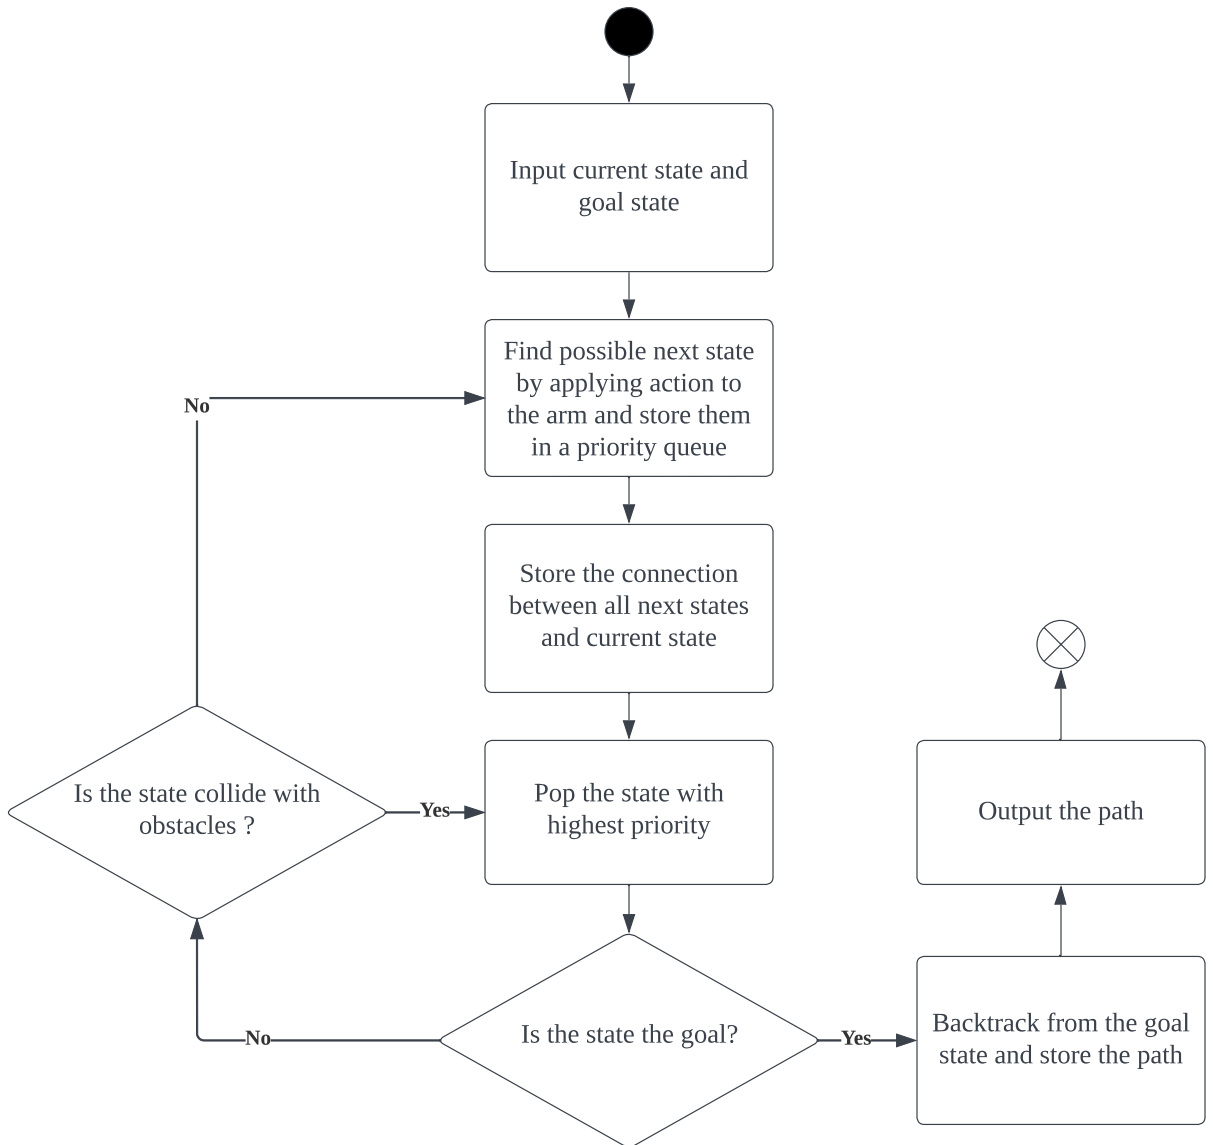 Input current state and
goal state
Find possible next state
by applying action to
the arm and store them
in a priority queue
No
Store the connection
between all next states
and current state
Is the state collide with
obstacles ?
Yes
Pop the state with
highest priority
Output the path
Is the state the goal?
No
Yes
Backtrack from the goal
state and store the path